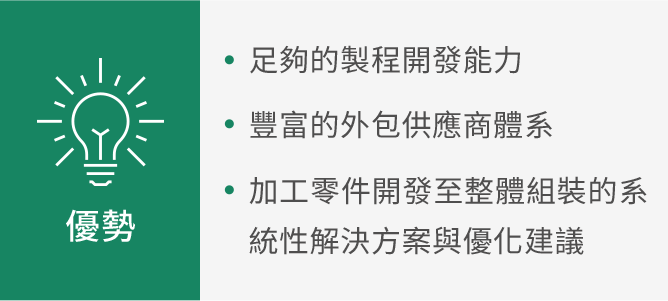 優勢
• 足夠的製程開發能力
• 豐富的外包供應商體系
• 加工零件開發至整體組裝的系
統性解決方案與優化建議